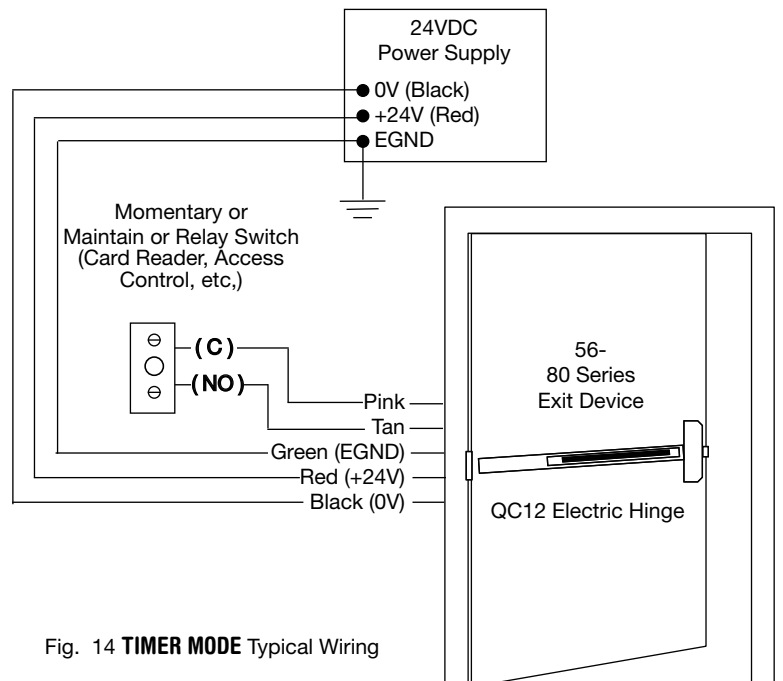 24VDC
Power Supply
0V (Black)
+24V (Red)
EGND
Momentary or
Maintain or Relay Switch
(Card Reader, Access
Control, etc,)
(C)
(NO)
Pink
Tan
Green (EGND)
Red (+24V)
Black (0V)
56-
80 Series
Exit Device
QC12 Electric Hinge
Fig. 14 TIMER MODE Typical Wiring